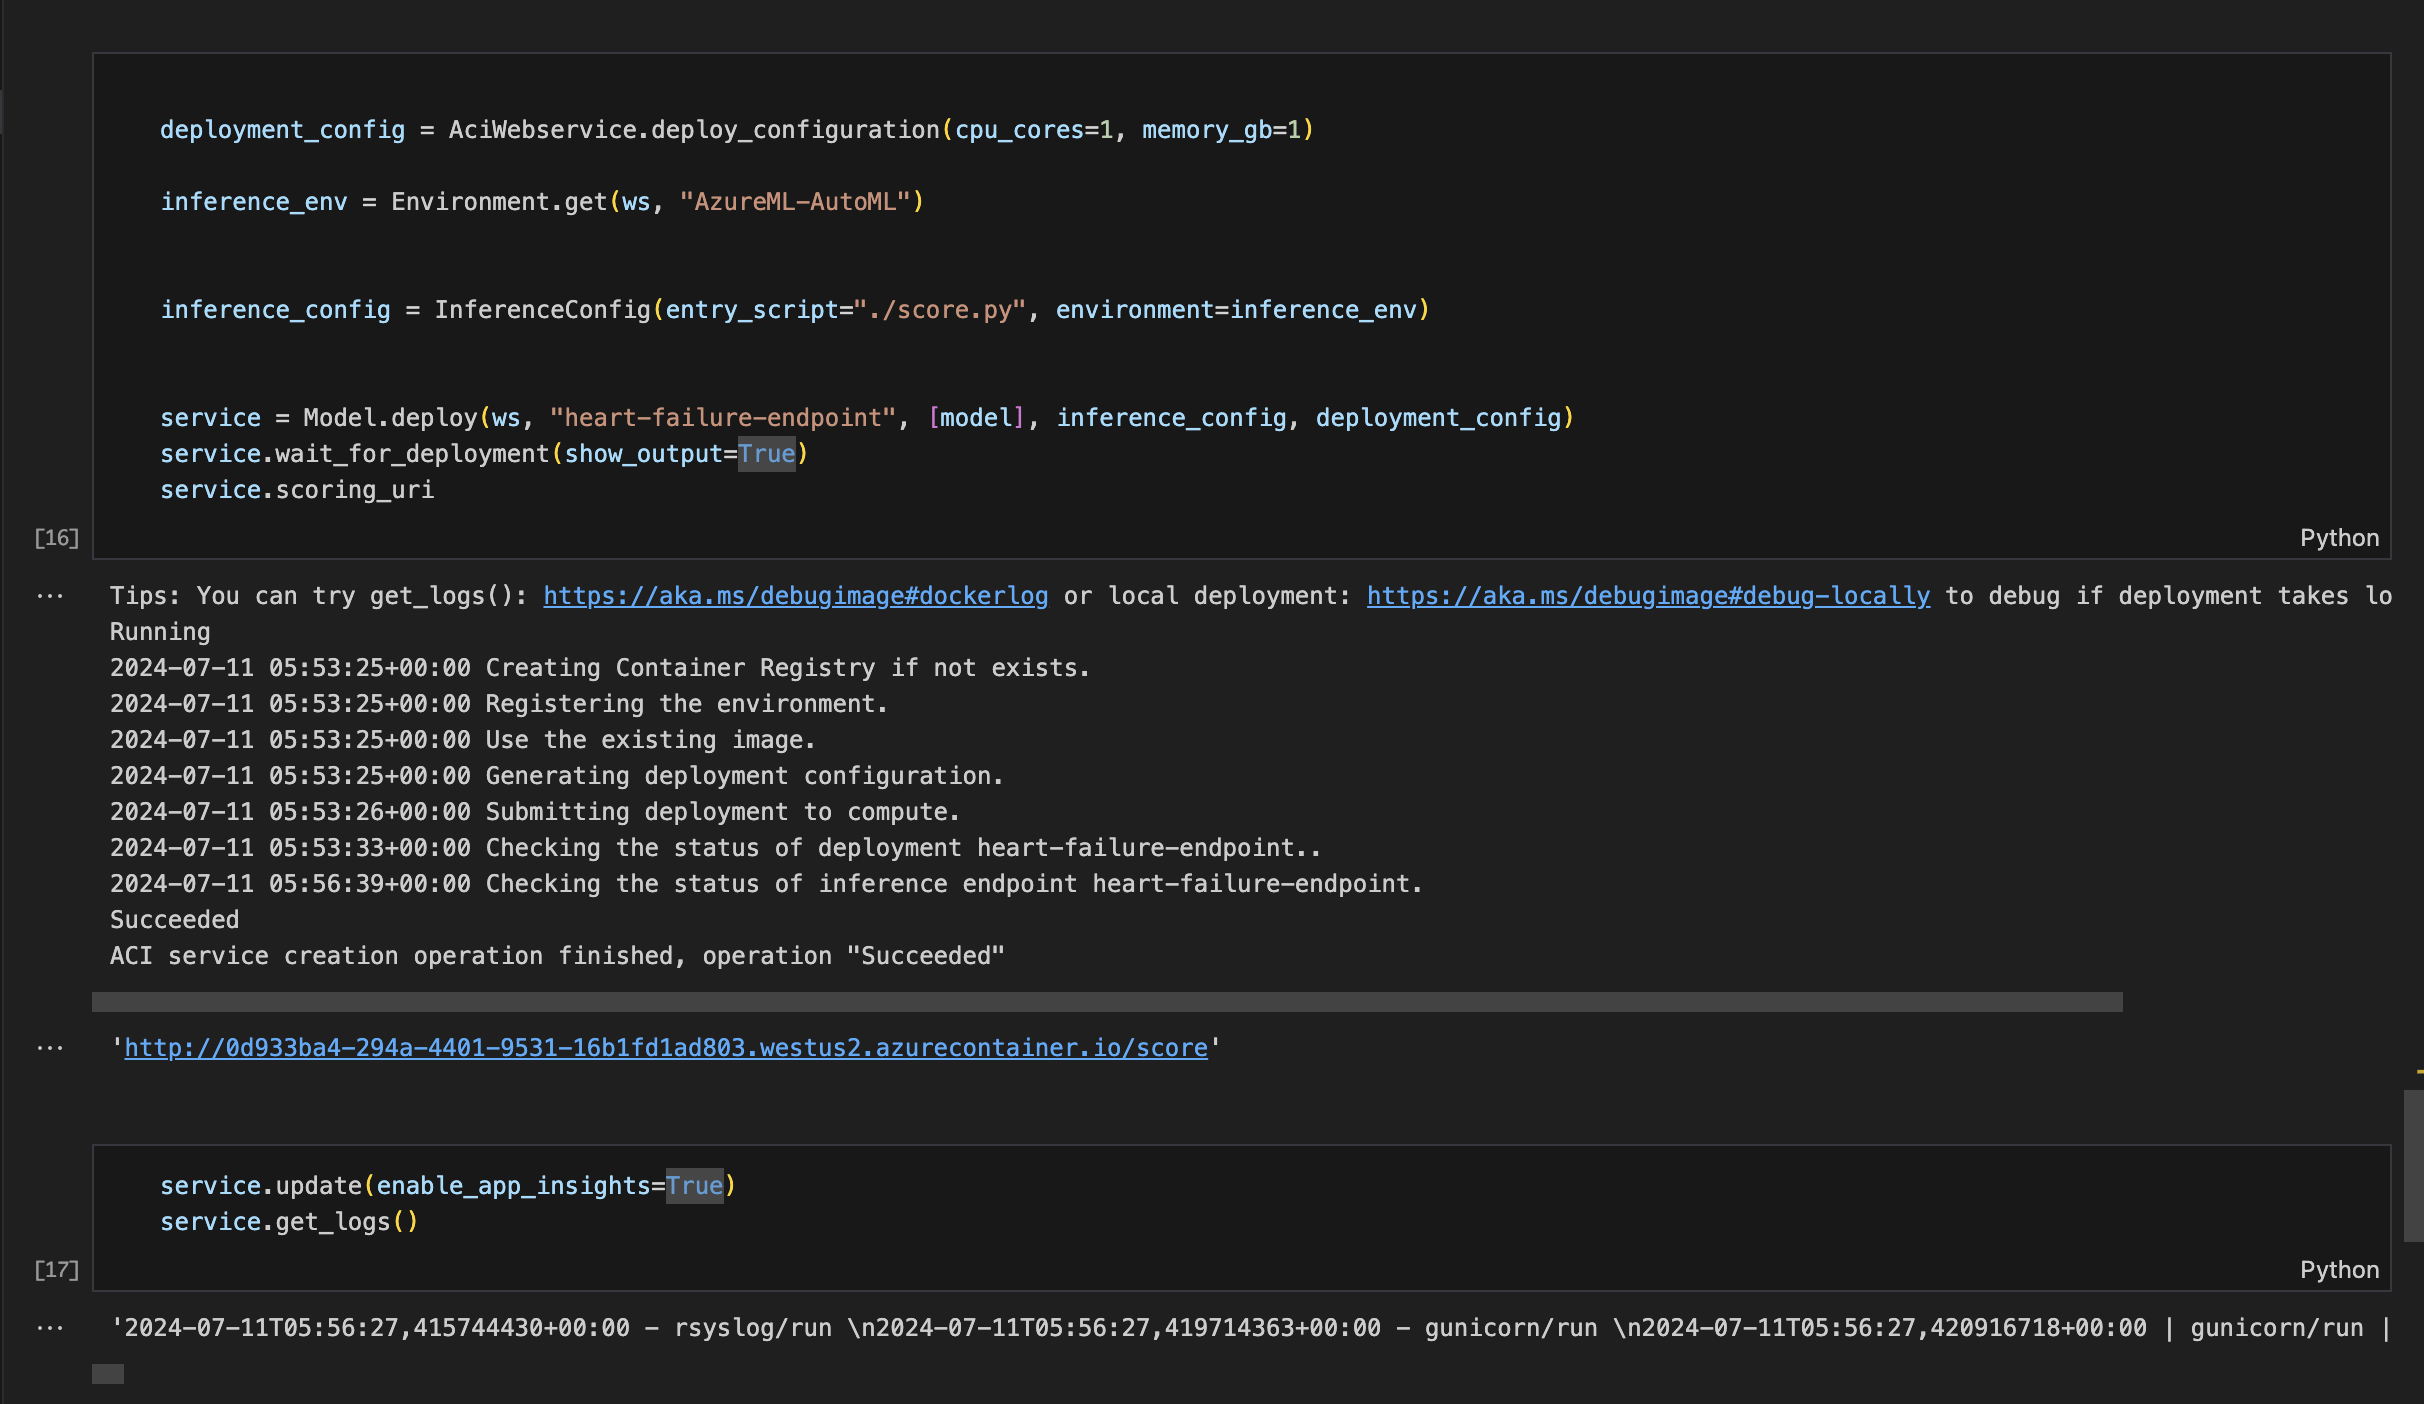 deployment_config = AciWebservice.deploy_configuration(cpu_cores=1, memory_gb=1)
inference_env = Environment.get(ws, "AzureML-AutoML")
inference_config = InferenceConfig(entry_script="./score.py", environment=inference_env)
service = Model.deploy(ws, "heart-failure-endpoint", [model], inference_config, deployment_config)
service.wait_for_deployment(show_output=True)
service.scoring_uri
[16]
Python
Tips: You can try get_logs(): https://aka.ms/debugimage#dockerlog or local deployment: https://aka.ms/debugimage#debug-locally to debug if deployment takes lo
Running
2024-07-11 05:53:25+00:00 Creating Container Registry if not exists.
2024-07-11 05:53:25+00:00 Registering the environment.
2024-07-11 05:53:25+00:00 Use the existing image.
2024-07-11 05:53:25+00:00 Generating deployment configuration.
2024-07-11 05:53:26+00:00 Submitting deployment to compute.
2024-07-11 05:53:33+00:00 Checking the status of deployment heart-failure-endpoint..
2024-07-11 05:56:39+00:00 Checking the status of inference endpoint heart-failure-endpoint.
Succeeded
ACI service creation operation finished, operation "Succeeded"
'http://0d933ba4-294a-4401-9531-16b1fd1ad803.westus2.azurecontainer.io/score'
service.update(enable_app_insights=True)
service.get_logs()
[17]
Python
'2024-07-11T05:56:27,415744430+00:00 - rsyslog/run \n2024-07-11T05:56:27,419714363+00:00 - gunicorn/run \n2024-07-11T05:56:27,420916718+00:00 | gunicorn/run |